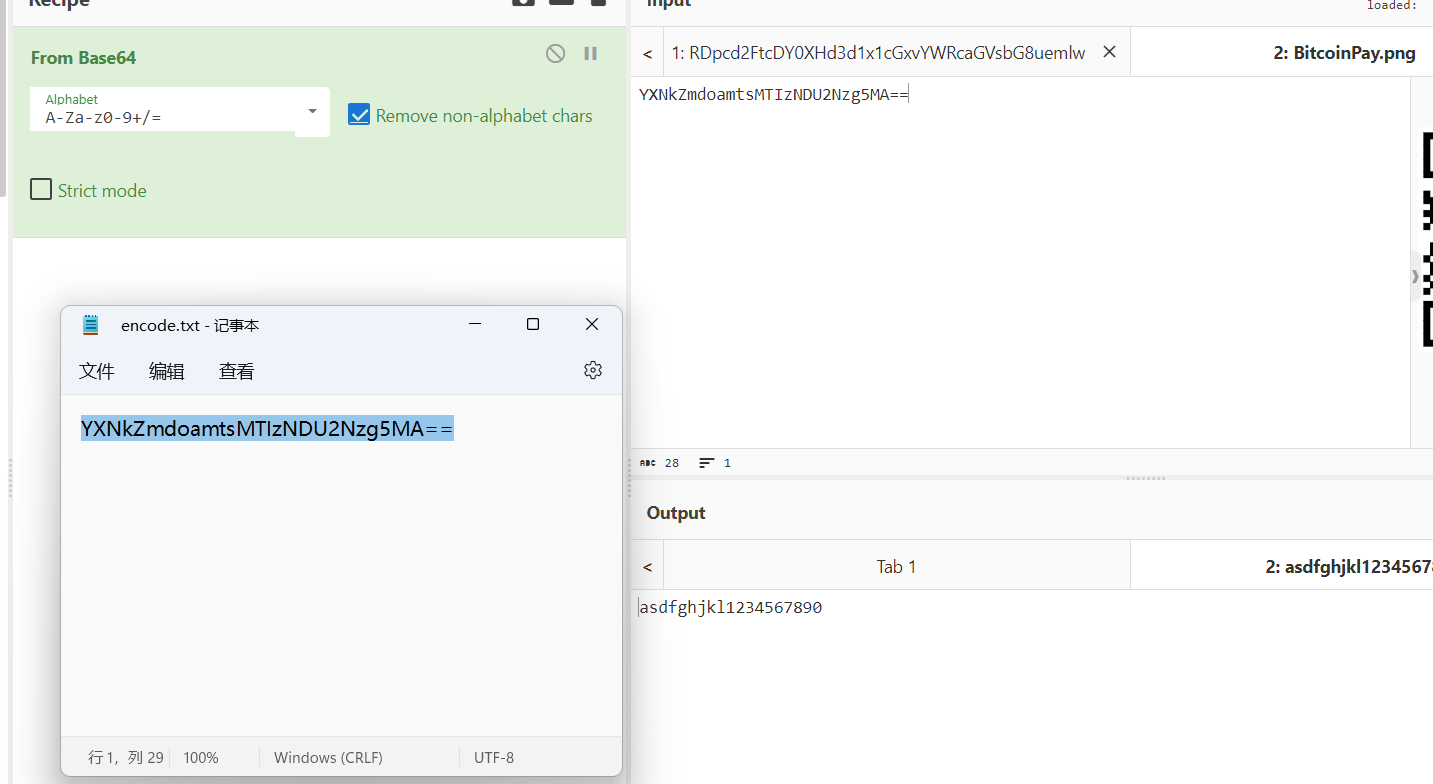 Recipe
From Base64
Alphabet
A-Za-z0-9+/=
Remove non-alphabet chars
Strict mode
Input
loaded:
< 1: RDpcd2FtcDY0XHd3d1x1cGxvYWRcaGVsbG8uemlw 2: BitcoinPay.png
YXNkZmdoamtsMTIzNDU2Nzg5MA==
ABC 28 1
Output
< Tab 1 2: asdfghjkl12345678
asdfghjkl1234567890
encode.txt - 记事本
文件 编辑 查看
YXNkZmdoamtsMTIzNDU2Nzg5MA==
行 1，列 29 100% Windows (CRLF) UTF-8